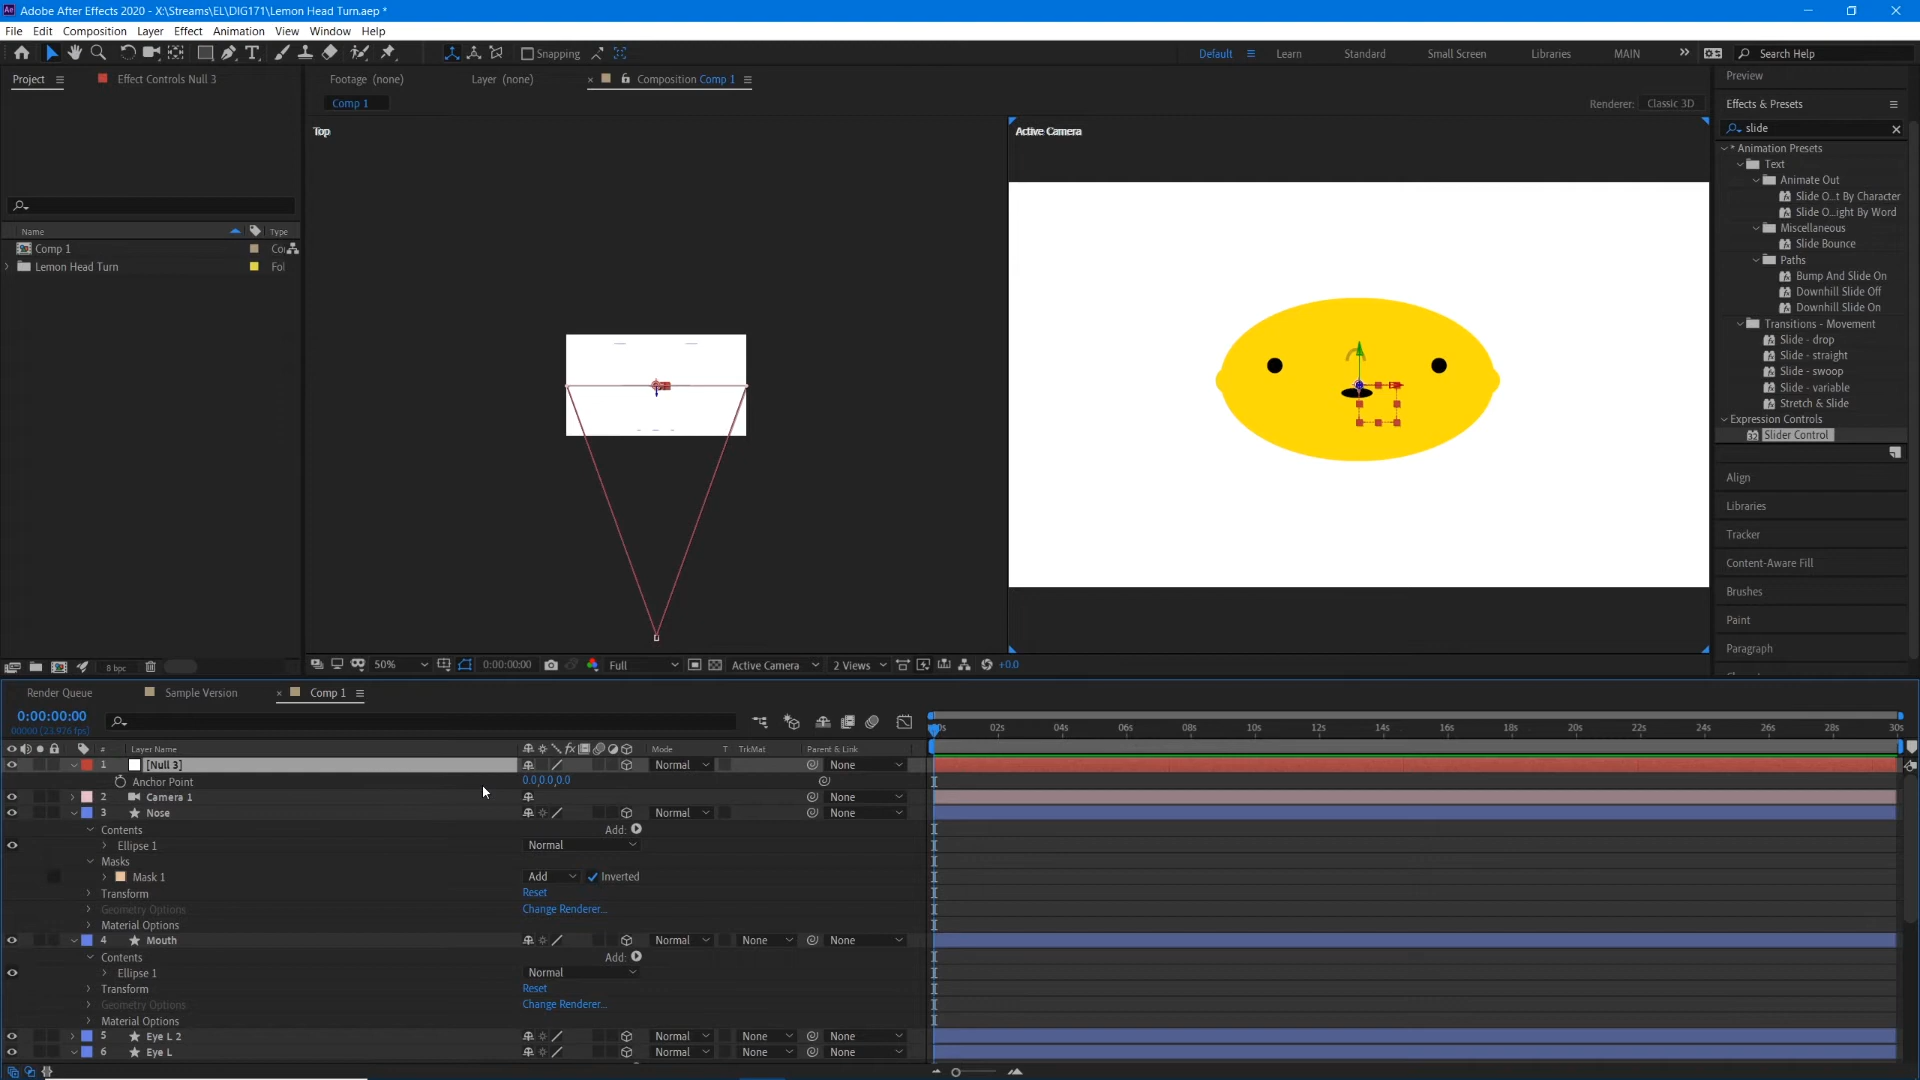 Ae Adobe After Effects 2020 - X:\Streams\EL\DIG171\Lemon Head Turn.aep *
File Edit Composition Layer Effect Animation View Window Help
Snapping
Default Learn Standard Small Screen Libraries MAIN Search Help
Project Effect Controls Null 3
Footage (none) Layer (none) Composition Comp 1
Comp 1
Renderer: Classic 3D
Top
Active Camera
Name Type
Comp 1 Co
Lemon Head Turn Fol
Preview
Effects & Presets
slide
* Animation Presets
Text
Animate Out
Slide O...t By Character
Slide O...ight By Word
Miscellaneous
Slide Bounce
Paths
Bump And Slide On
Downhill Slide Off
Downhill Slide On
Transitions - Movement
Slide - drop
Slide - straight
Slide - swoop
Slide - variable
Stretch & Slide
Expression Controls
Slider Control
Align
Libraries
Tracker
Content-Aware Fill
Brushes
Paint
Paragraph
8 bpc
50% 0:00:00:00 Full Active Camera 2 Views +0.0
Render Queue Sample Version Comp 1
0:00:00:00
00000 (23.976 fps)
02s 04s 06s 08s 10s 12s 14s 16s 18s 20s 22s 24s 26s 28s 30s
# Layer Name Mode T TrkMat Parent & Link
1 [Null 3] Normal None
Anchor Point 0.0,0.0,0.0
2 Camera 1 None
3 Nose Normal None
Contents Add:
Ellipse 1 Normal
Masks
Mask 1 Add Inverted
Transform Reset
Geometry Options Change Renderer...
Material Options
4 Mouth Normal None None
Contents Add:
Ellipse 1 Normal
Transform Reset
Geometry Options Change Renderer...
Material Options
5 Eye L 2 Normal None None
6 Eye L Normal None None